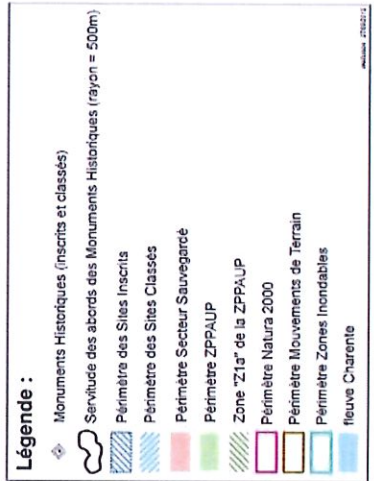 Légende :
Monuments Historiques (inscrits et classés)
Servitude des abords des Monuments Historiques (rayon = 500m)
Périmètre des Sites Inscrits
Périmètre des Sites Classés
Périmètre Secteur Sauvegardé
Périmètre ZPPAUP
Zone "Z1a" de la ZPPAUP
Périmètre Natura 2000
Périmètre Mouvements de Terrain
Périmètre Zones Inondables
fleuve Charente